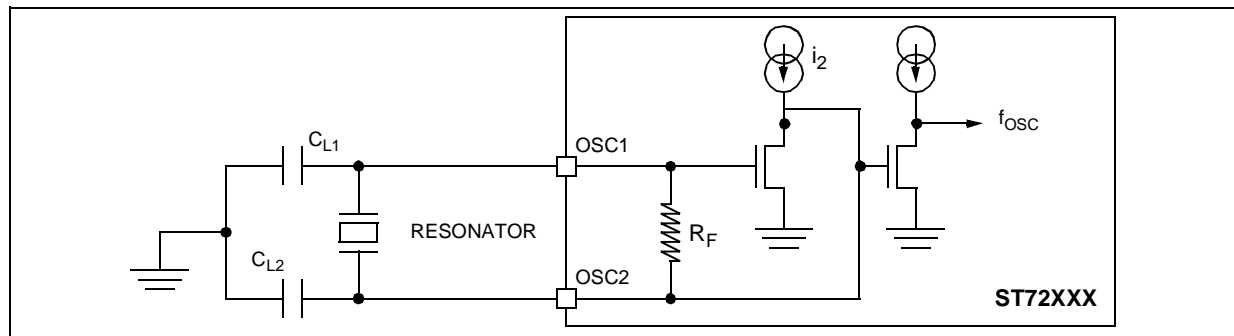 i2
fOSC
CL1
OSC1
RESONATOR
RF
CL2
OSC2
ST72XXX